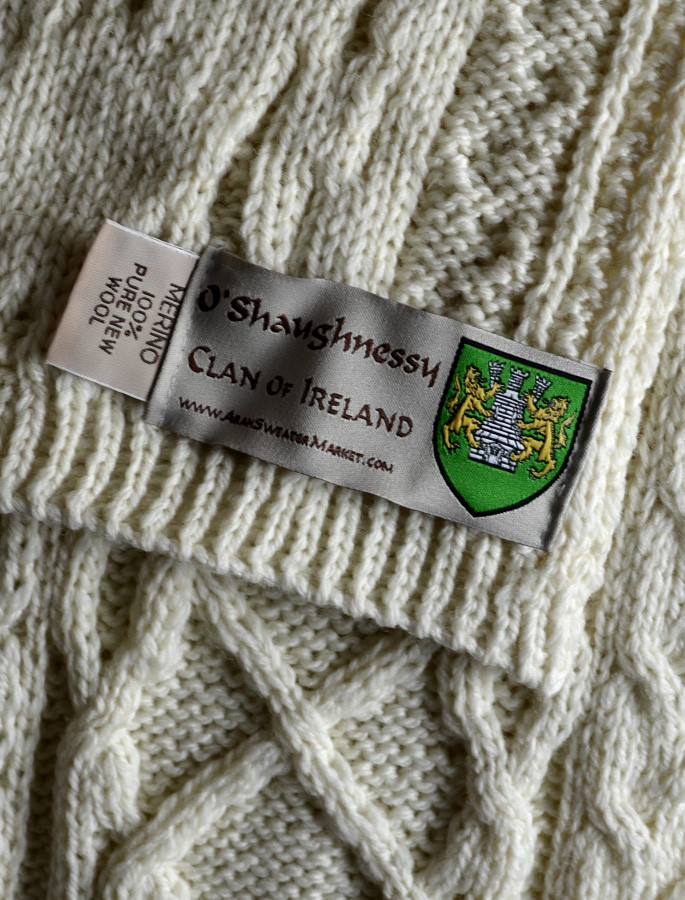 O'Shaughnessy
Clan of Ireland
www.AranSweaterMarket.com
MERINO
100%
PURE NEW
WOOL